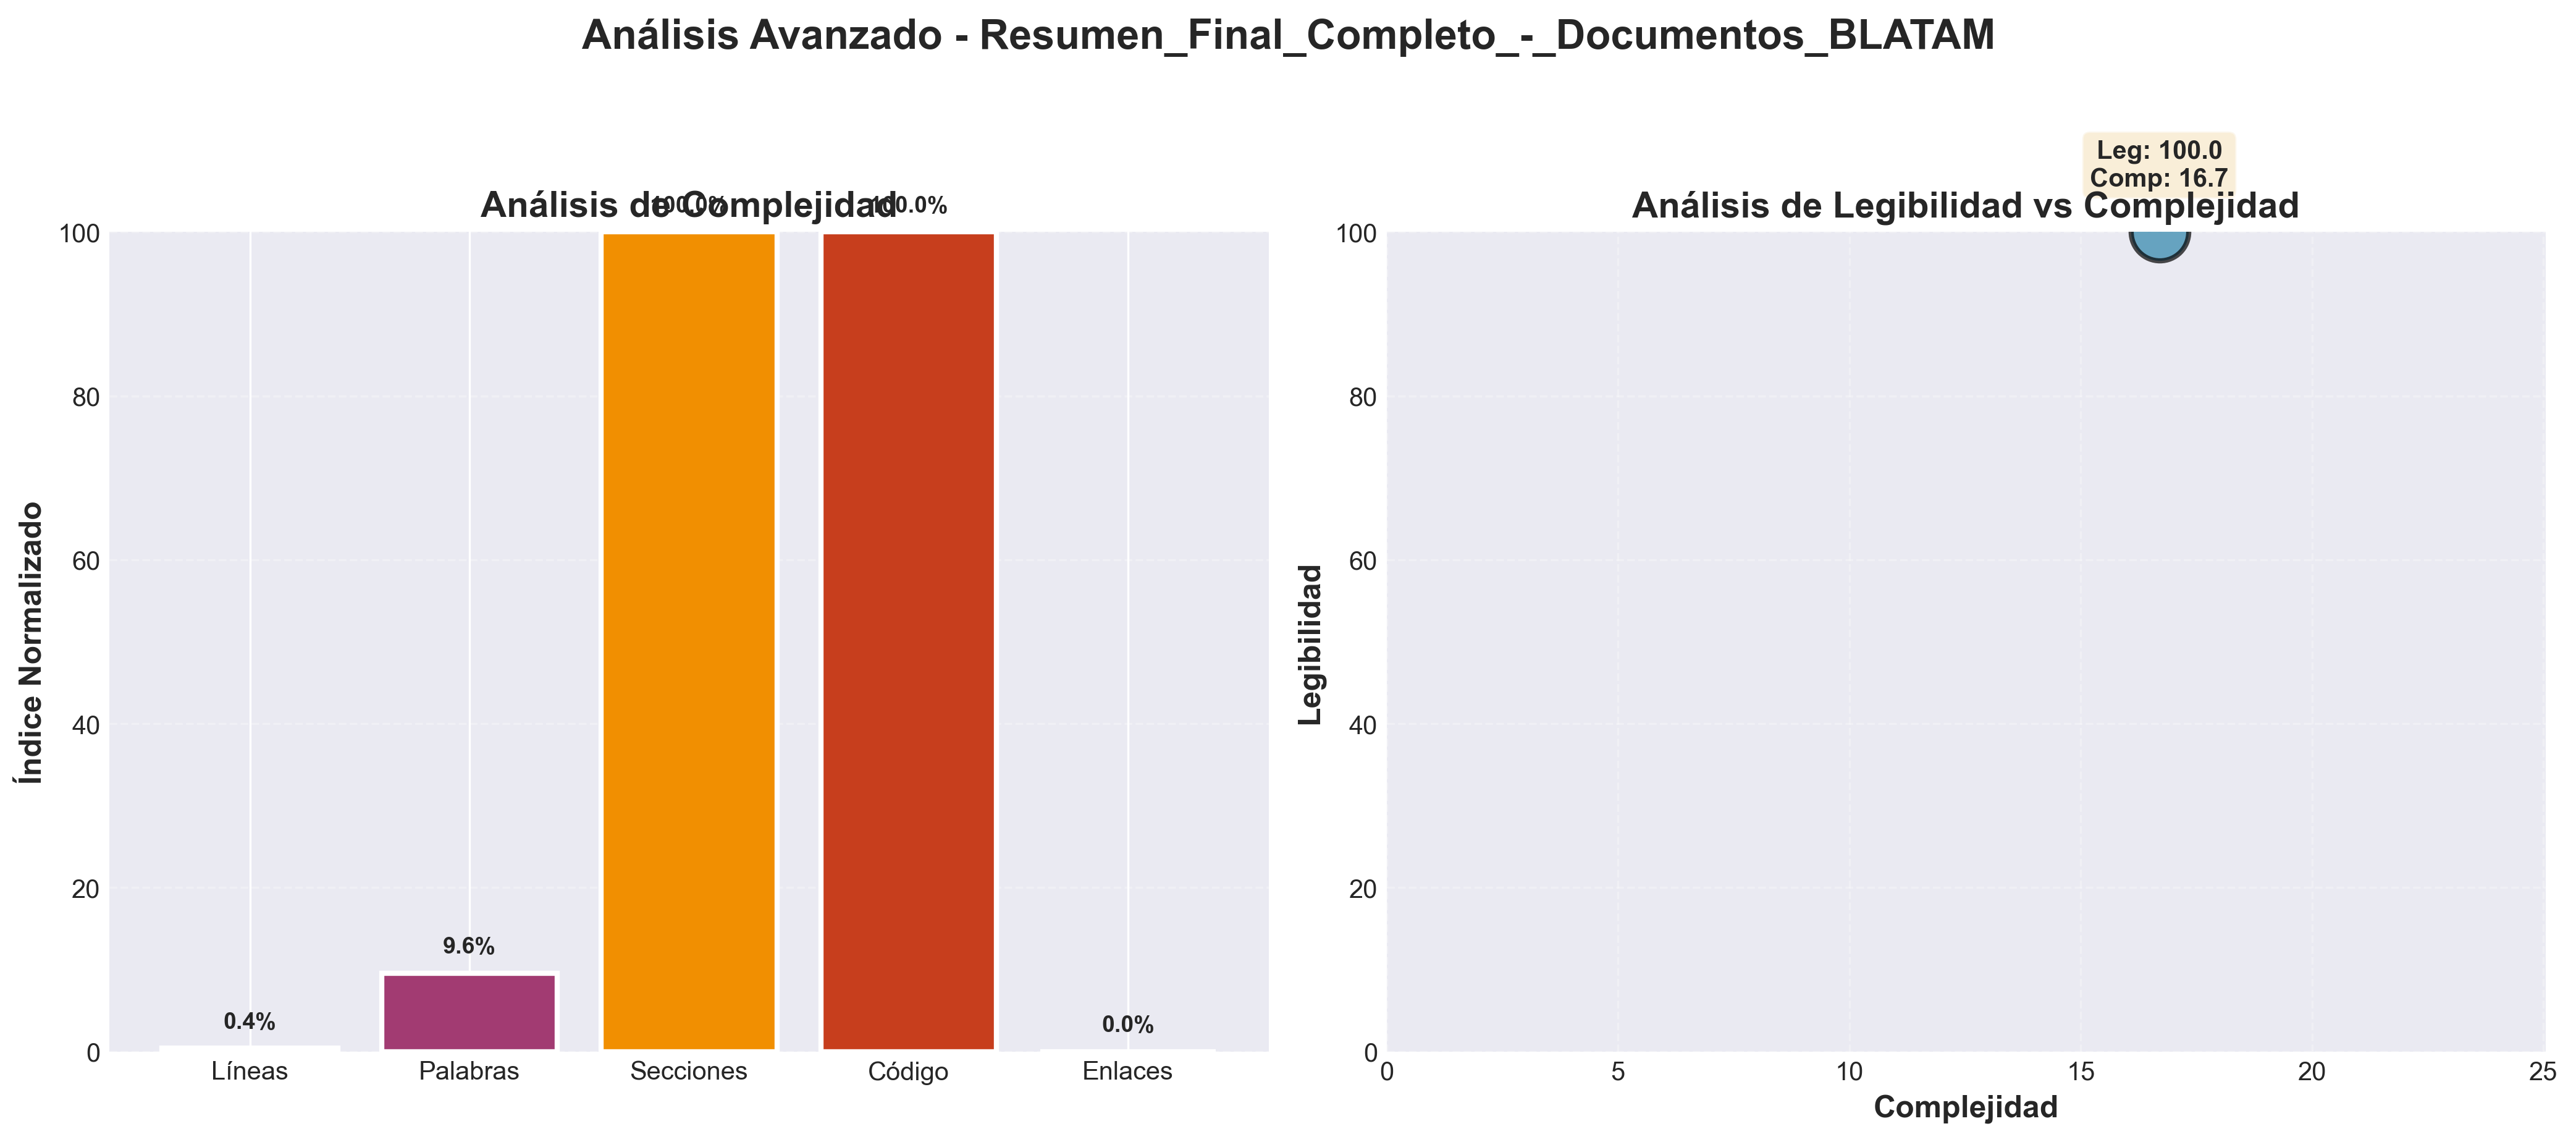 Análisis Avanzado - Resumen_Final_Completo_-_Documentos_BLATAM
Análisis de Complejidad
100.0%
100.0%
Índice Normalizado
100
80
60
40
20
0
9.6%
0.4%
0.0%
Líneas
Palabras
Secciones
Código
Enlaces
Leg: 100.0
Comp: 16.7
Análisis de Legibilidad vs Complejidad
Legibilidad
100
80
60
40
20
0
0
5
10
15
20
25
Complejidad